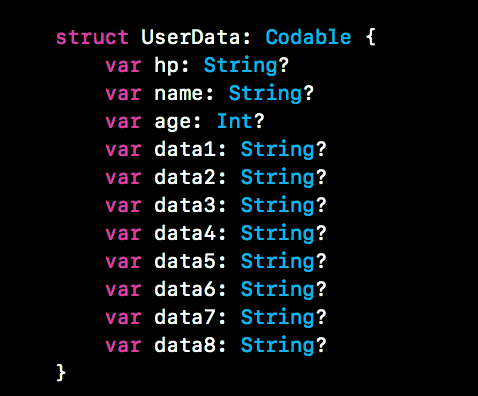 struct UserData: Codable {
    var hp: String?
    var name: String?
    var age: Int?
    var data1: String?
    var data2: String?
    var data3: String?
    var data4: String?
    var data5: String?
    var data6: String?
    var data7: String?
    var data8: String?
}